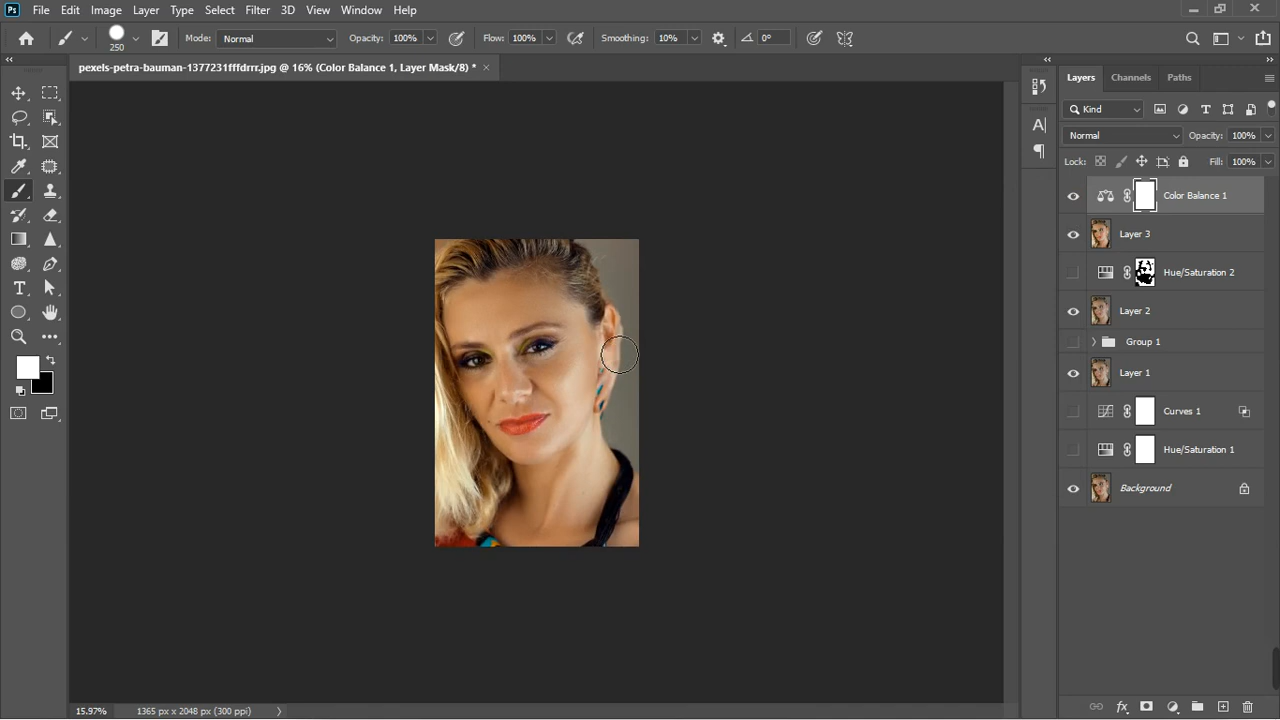 Ps File Edit Image Layer Type Select Filter 3D View Window Help
250 Mode: Normal Opacity: 100% Flow: 100% Smoothing: 10% 0°
pexels-petra-bauman-1377231fffdrrr.jpg @ 16% (Color Balance 1, Layer Mask/8) *
Layers Channels Paths
Kind
Normal Opacity: 100%
Lock: Fill: 100%
Color Balance 1
Layer 3
Hue/Saturation 2
Layer 2
Group 1
Layer 1
Curves 1
Hue/Saturation 1
Background
15.97% 1365 px x 2048 px (300 ppi)